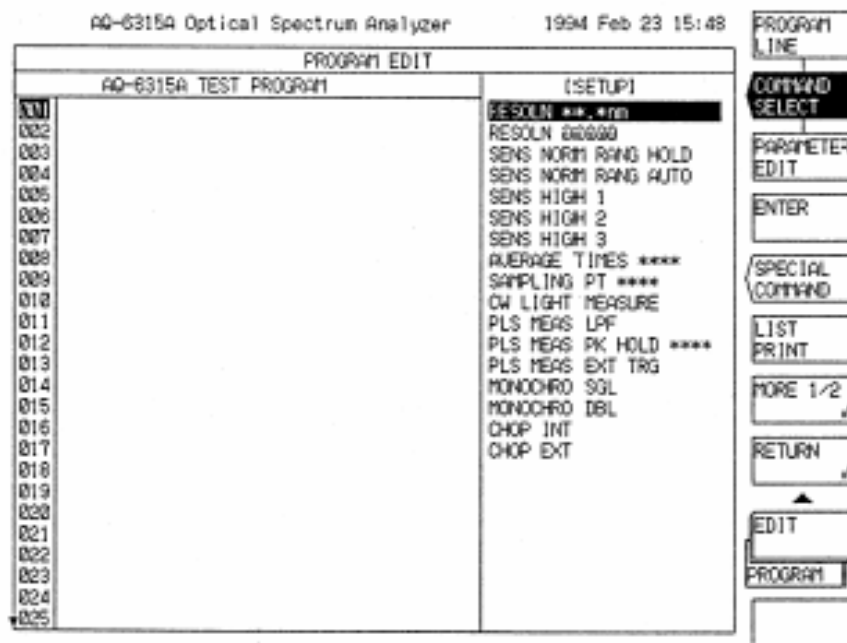 AQ-6315A Optical Spectrum Analyzer 1994 Feb 23 15:48
PROGRAM EDIT
AQ-6315A TEST PROGRAM
[SETUP]
001
002
003
004
005
006
007
008
009
010
011
012
013
014
015
016
017
018
019
020
021
022
023
024
025
RESOLN **.*nm
RESOLN @@@@@
SENS NORM RANG HOLD
SENS NORM RANG AUTO
SENS HIGH 1
SENS HIGH 2
SENS HIGH 3
AVERAGE TIMES ****
SAMPLING PT ****
CW LIGHT MEASURE
PLS MEAS LPF
PLS MEAS PK HOLD ****
PLS MEAS EXT TRG
MONOCHRO SGL
MONOCHRO DBL
CHOP INT
CHOP EXT
PROGRAM
LINE
COMMAND
SELECT
PARAMETER
EDIT
ENTER
SPECIAL
COMMAND
LIST
PRINT
MORE 1/2
RETURN
EDIT
PROGRAM